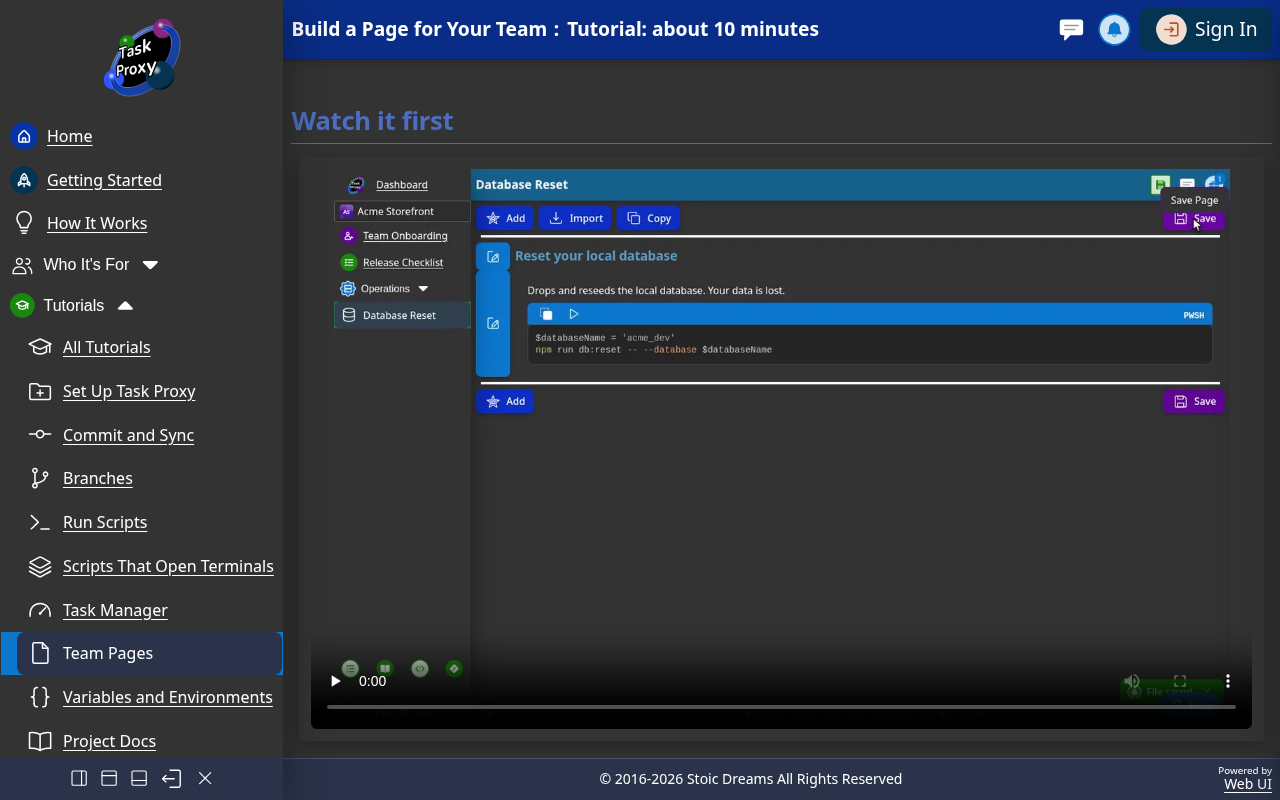 Task
Proxy
Home
Getting Started
How It Works
Who It's For
Tutorials
All Tutorials
Set Up Task Proxy
Commit and Sync
Branches
Run Scripts
Scripts That Open Terminals
Task Manager
Team Pages
Variables and Environments
Project Docs
Build a Page for Your Team : Tutorial: about 10 minutes
Sign In
Watch it first
Dashboard
Database Reset
AS Acme Storefront
Team Onboarding
Release Checklist
Operations
Database Reset
Save Page
Add
Import
Copy
Save
Reset your local database
Drops and reseeds the local database. Your data is lost.
PWSH
$databaseName = 'acme_dev'
npm run db:reset -- --database $databaseName
Add
Save
0:00
© 2016-2026 Stoic Dreams All Rights Reserved
Powered by
Web UI